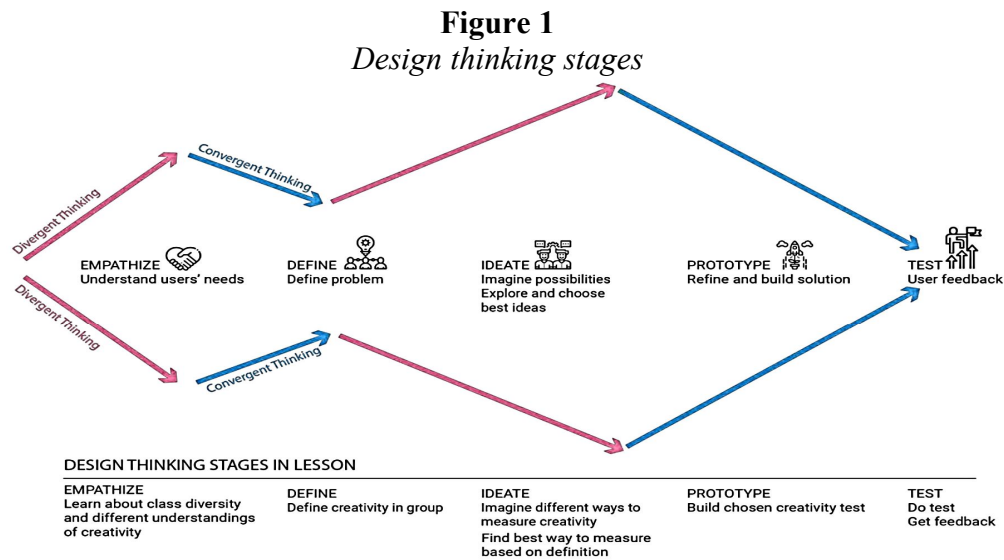 Figure 1
Design thinking stages
Divergent Thinking
Convergent Thinking
EMPATHIZE
Understand users' needs
DEFINE
Define problem
IDEATE
Imagine possibilities
Explore and choose
best ideas
PROTOTYPE
Refine and build solution
TEST
User feedback
Divergent Thinking
Convergent Thinking
DESIGN THINKING STAGES IN LESSON
EMPATHIZE
Learn about class diversity
and different understandings
of creativity
DEFINE
Define creativity in group
IDEATE
Imagine different ways to
measure creativity
Find best way to measure
based on definition
PROTOTYPE
Build chosen creativity test
TEST
Do test
Get feedback